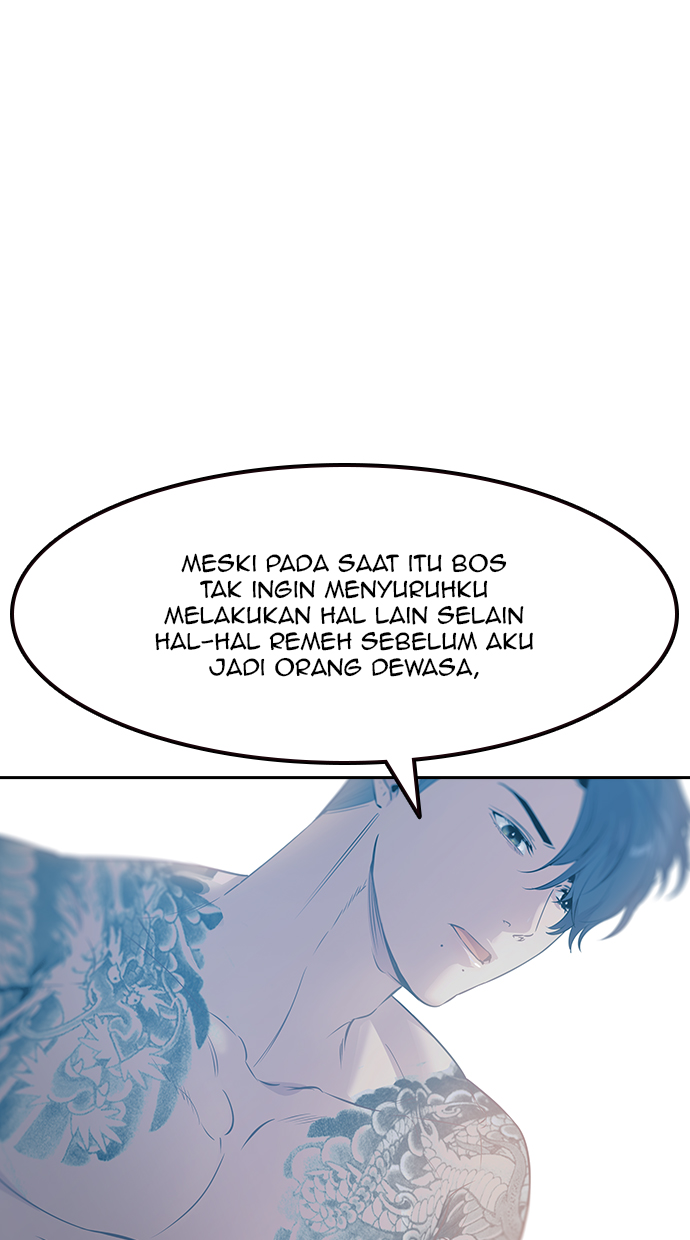 MESKI PADA SAAT ITU BOS
TAK INGIN MENYURUHKU
MELAKUKAN HAL LAIN SELAIN
HAL-HAL REMEH SEBELUM AKU
JADI ORANG DEWASA,